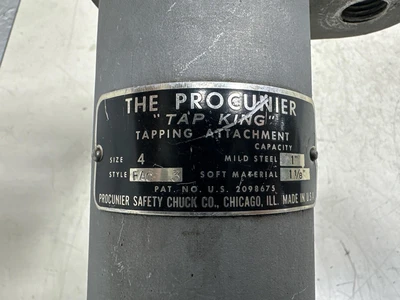 THE PROCUNIER
"TAP KING"
TAPPING ATTACHMENT
CAPACITY
SIZE 4 MILD STEEL 1"
STYLE SOFT MATERIAL 1 1/8"
PAT. NO. U.S. 2098675
PROCUNIER SAFETY CHUCK CO., CHICAGO, ILL. MADE IN U.S.A.